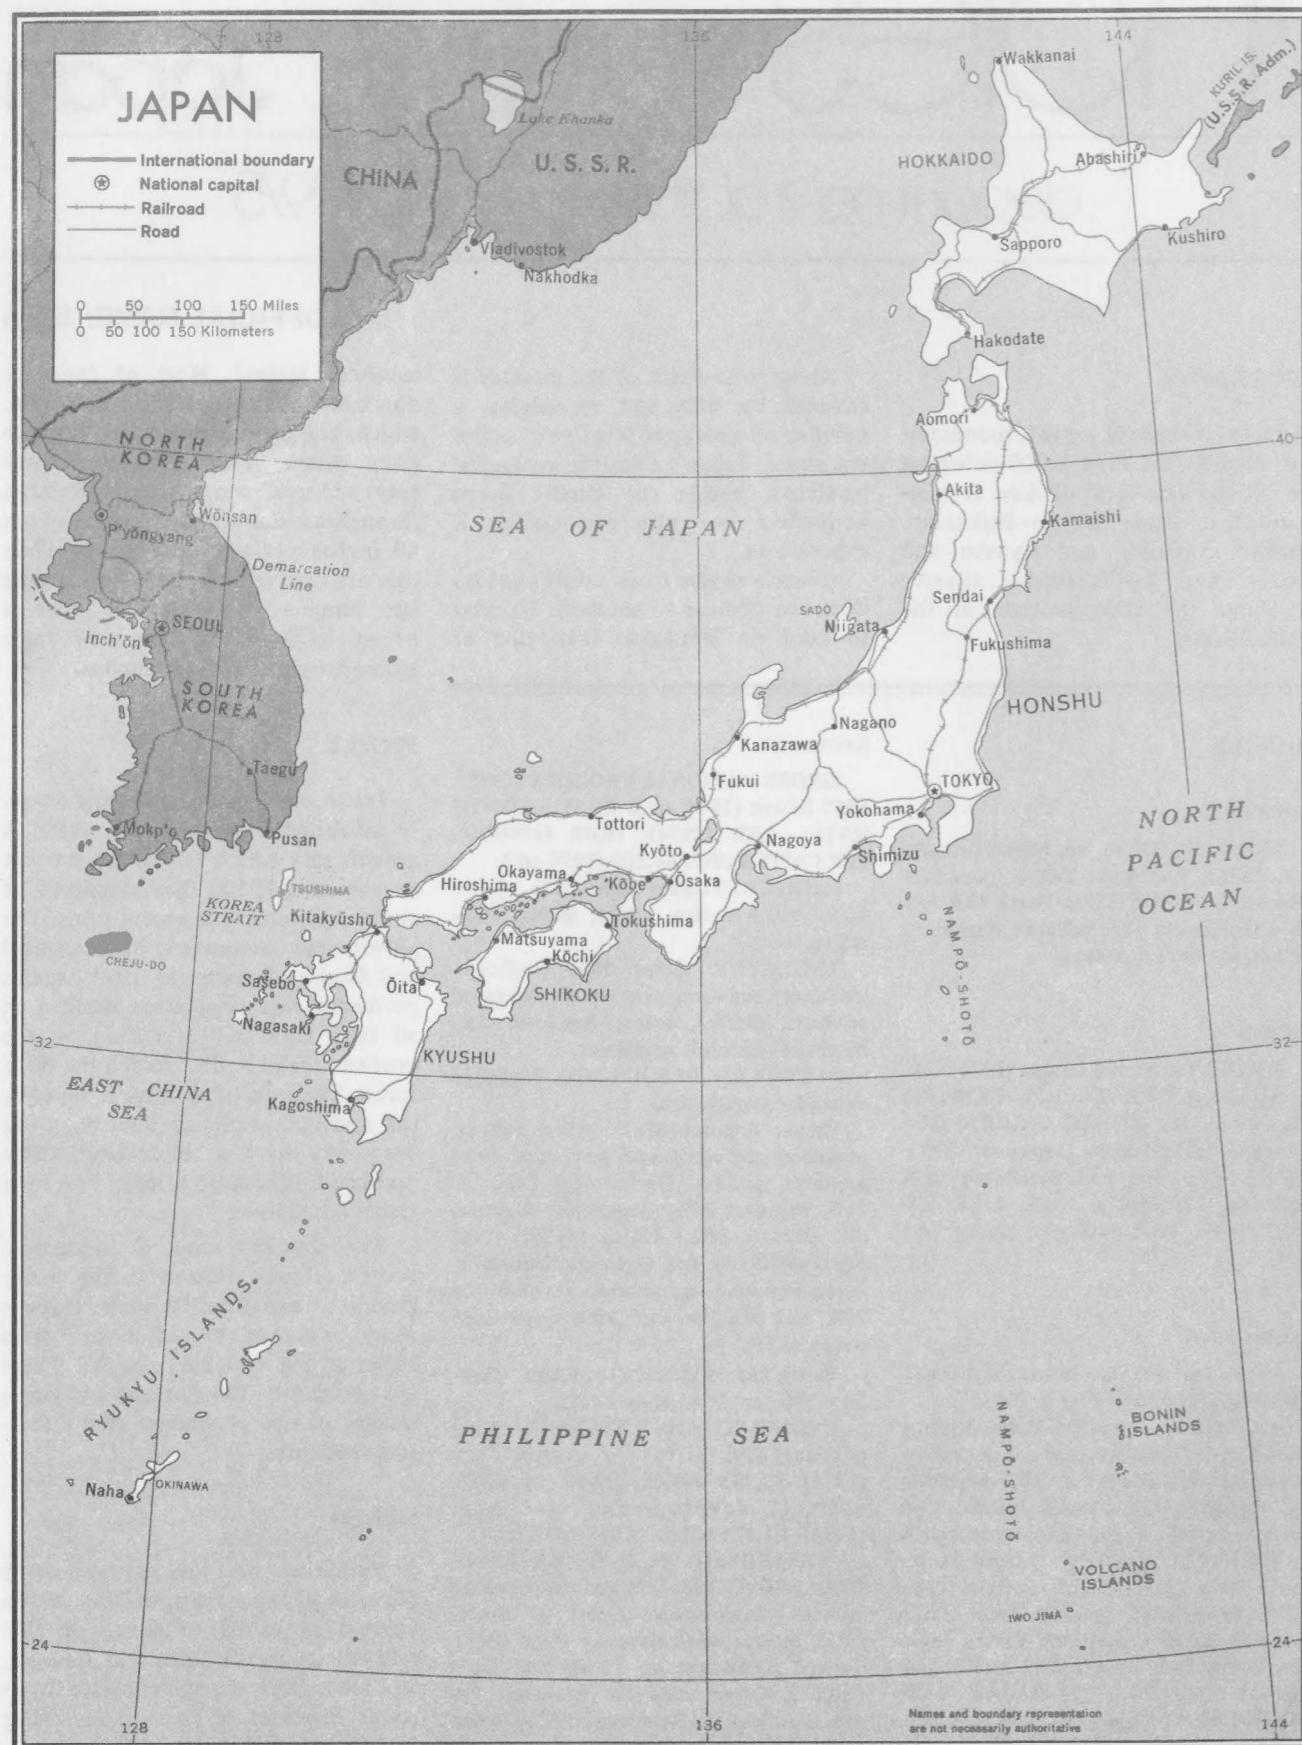 128
136
144
JAPAN
International boundary
National capital
Railroad
Road
0 50 100 150 Miles
0 50 100 150 Kilometers
Lake Khanka
CHINA
U. S. S. R.
Vladivostok
Nakhodka
KURIL IS.
(U.S.S.R. Adm.)
Wakkanai
HOKKAIDO
Abashiri
Sapporo
Kushiro
Hakodate
Aomori
40
NORTH
KOREA
Akita
Kamaishi
P'yŏngyang
Wŏnsan
SEA OF JAPAN
Demarcation
Line
SADO
Niigata
Sendai
Fukushima
SEOUL
Inch'ŏn
SOUTH
KOREA
HONSHU
Nagano
Kanazawa
Fukui
Taegu
TOKYO
Yokohama
Mokp'o
Pusan
Tottori
Kyōto
Nagoya
Shimizu
NORTH
PACIFIC
OCEAN
Okayama
Hiroshima
Kōbe
Ōsaka
TSUSHIMA
KOREA
STRAIT
Kitakyūshū
Tokushima
Matsuyama
Kōchi
NAMPŌ-SHOTŌ
CHEJU-DO
Sasebo
Ōita
SHIKOKU
Nagasaki
32
KYUSHU
32
EAST CHINA
SEA
Kagoshima
RYUKYU ISLANDS
PHILIPPINE SEA
NAMPŌ-SHOTŌ
BONIN
ISLANDS
Naha
OKINAWA
VOLCANO
ISLANDS
IWO JIMA
24
24
Names and boundary representation
are not necessarily authoritative
128
136
144